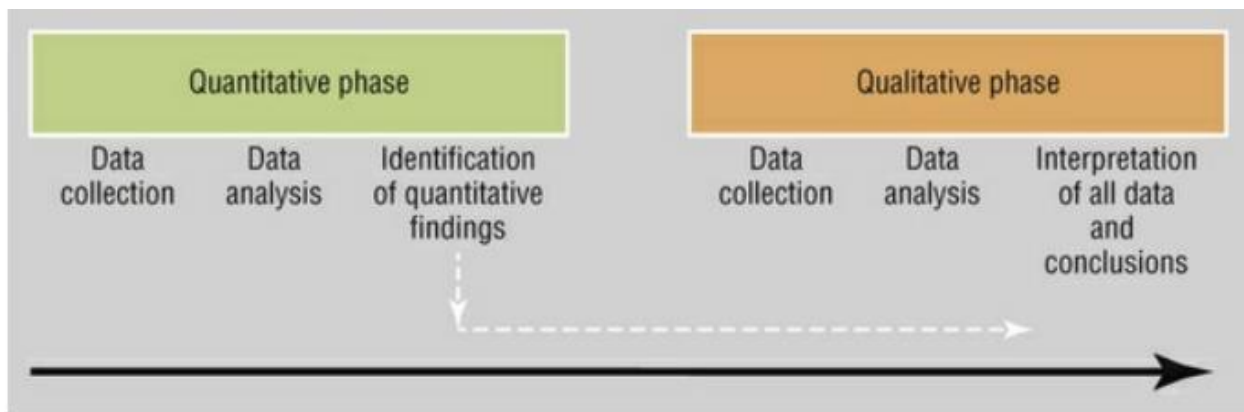 Quantitative phase
Qualitative phase
Data
collection
Data
analysis
Identification
of quantitative
findings
Data
collection
Data
analysis
Interpretation
of all data
and
conclusions